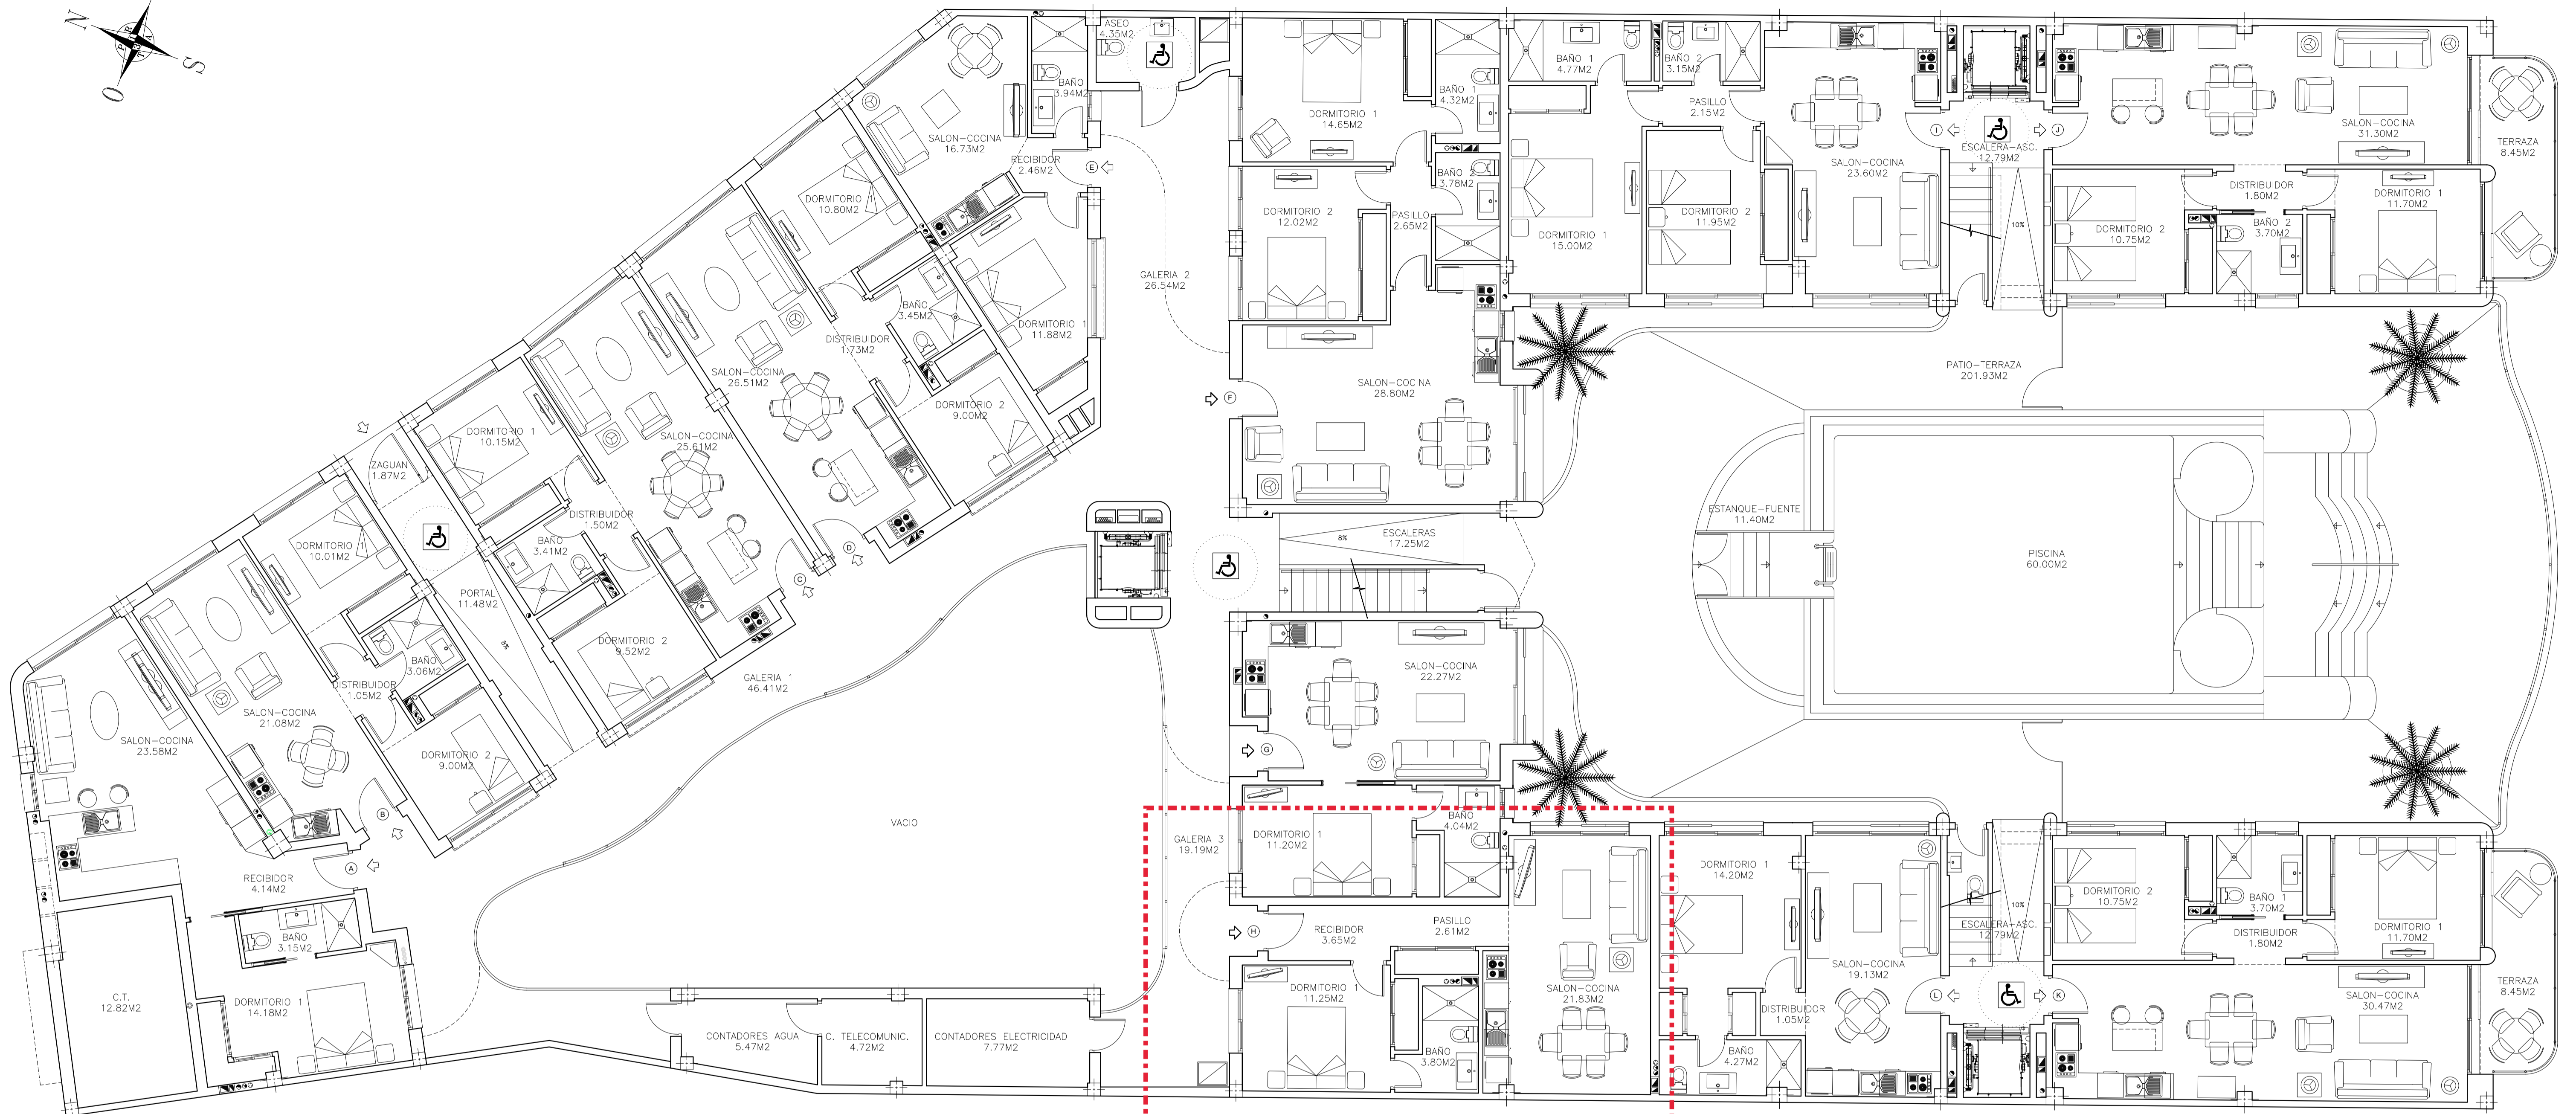 N
S
O
ASEO
4.35M2
BAÑO
3.94M2
SALON-COCINA
16.73M2
RECIBIDOR
2.46M2
E
DORMITORIO 1
10.80M2
DORMITORIO 1
11.88M2
BAÑO
3.45M2
DISTRIBUIDOR
1.73M2
SALON-COCINA
26.51M2
DORMITORIO 2
9.00M2
D
GALERIA 2
26.54M2
DORMITORIO 1
10.15M2
SALON-COCINA
25.61M2
DISTRIBUIDOR
1.50M2
BAÑO
3.41M2
DORMITORIO 2
9.52M2
C
ZAGUAN
1.87M2
PORTAL
11.48M2
8%
DORMITORIO 1
10.01M2
BAÑO
3.06M2
DISTRIBUIDOR
1.05M2
SALON-COCINA
21.08M2
DORMITORIO 2
9.00M2
B
GALERIA 1
46.41M2
SALON-COCINA
23.58M2
A
RECIBIDOR
4.14M2
BAÑO
3.15M2
DORMITORIO 1
14.18M2
C.T.
12.82M2
VACIO
CONTADORES AGUA
5.47M2
C. TELECOMUNIC.
4.72M2
CONTADORES ELECTRICIDAD
7.77M2
DORMITORIO 1
14.65M2
BAÑO 1
4.32M2
BAÑO 2
3.78M2
DORMITORIO 2
12.02M2
PASILLO
2.65M2
SALON-COCINA
28.80M2
F
ESCALERAS
17.25M2
8%
SALON-COCINA
22.27M2
G
DORMITORIO 1
11.20M2
BAÑO
4.04M2
GALERIA 3
19.19M2
H
RECIBIDOR
3.65M2
PASILLO
2.61M2
DORMITORIO 1
11.25M2
BAÑO
3.80M2
SALON-COCINA
21.83M2
BAÑO 1
4.77M2
BAÑO 2
3.15M2
PASILLO
2.15M2
DORMITORIO 1
15.00M2
DORMITORIO 2
11.95M2
SALON-COCINA
23.60M2
I
J
ESCALERA-ASC.
12.79M2
10%
SALON-COCINA
31.30M2
TERRAZA
8.45M2
DISTRIBUIDOR
1.80M2
DORMITORIO 1
11.70M2
DORMITORIO 2
10.75M2
BAÑO 2
3.70M2
PATIO-TERRAZA
201.93M2
ESTANQUE-FUENTE
11.40M2
PISCINA
60.00M2
DORMITORIO 1
14.20M2
DISTRIBUIDOR
1.05M2
BAÑO
4.27M2
SALON-COCINA
19.13M2
10%
ESCALERA-ASC.
12.79M2
L
K
DORMITORIO 2
10.75M2
BAÑO 1
3.70M2
DISTRIBUIDOR
1.80M2
DORMITORIO 1
11.70M2
SALON-COCINA
30.47M2
TERRAZA
8.45M2